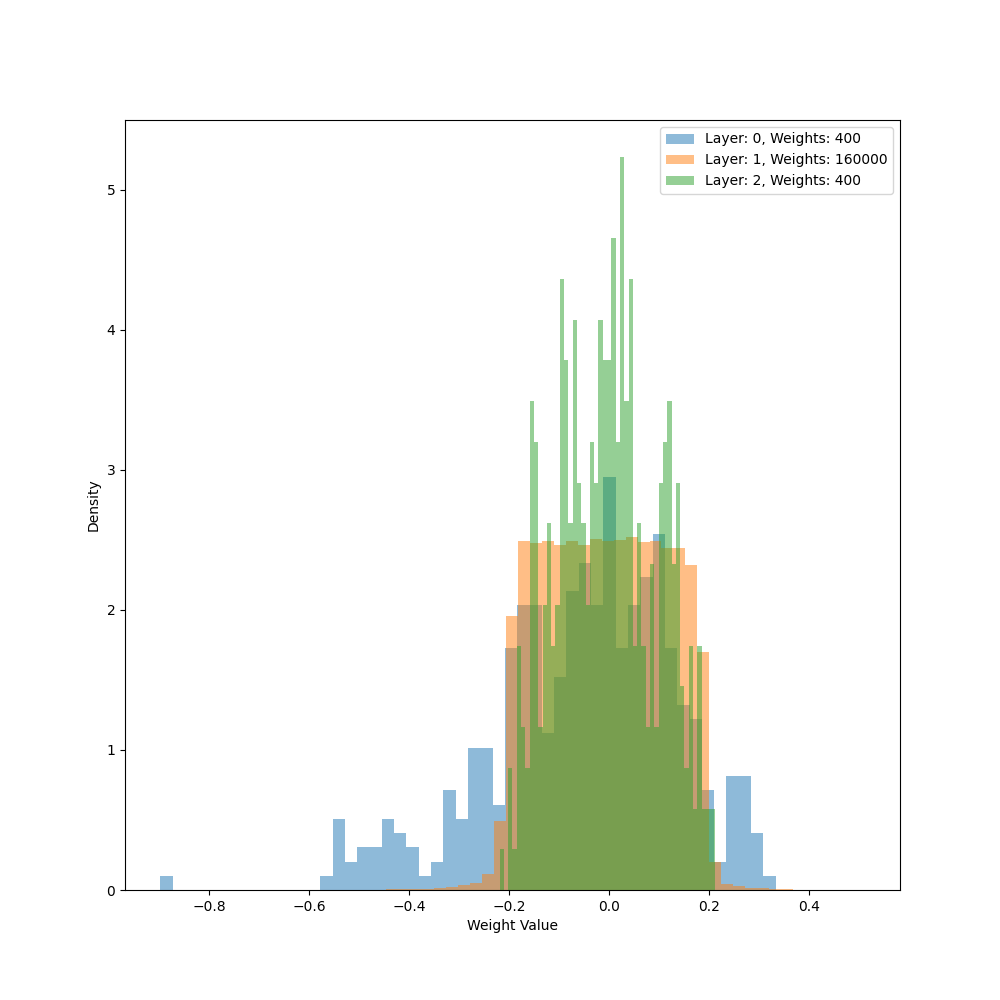 Layer: 0, Weights: 400
Layer: 1, Weights: 160000
Layer: 2, Weights: 400
5
4
3
2
1
0
Density
−0.8 −0.6 −0.4 −0.2 0.0 0.2 0.4
Weight Value